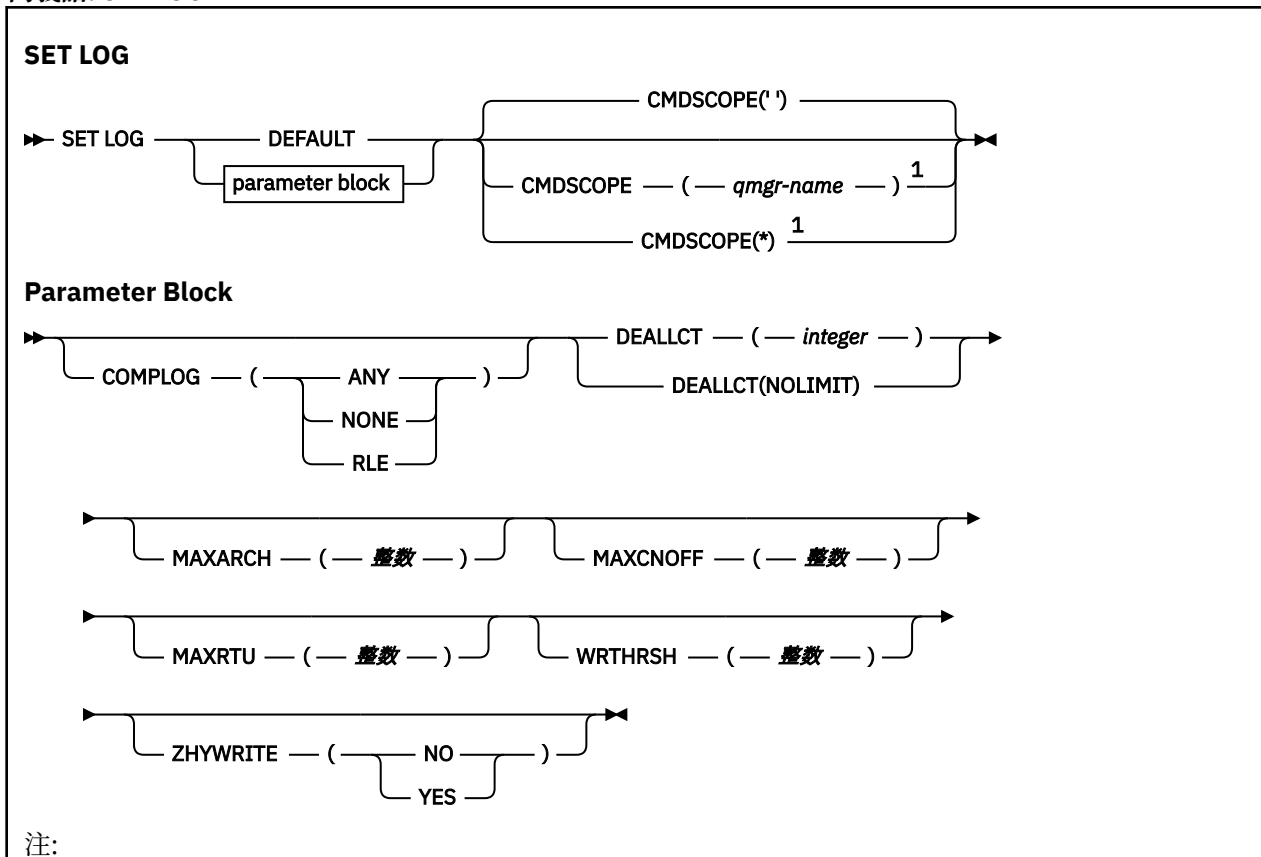 SET LOG
CMDSCOPE(' ')
SET LOG DEFAULT
parameter block
CMDSCOPE ( qmgr-name ) 1
CMDSCOPE(*) 1
Parameter Block
DEALLCT ( integer )
COMPLOG ( ANY )
DEALLCT(NOLIMIT)
NONE
RLE
MAXARCH ( 整数 ) MAXCNOFF ( 整数 )
MAXRTU ( 整数 ) WRTHRSH ( 整数 )
ZHYWRITE ( NO )
YES
注: